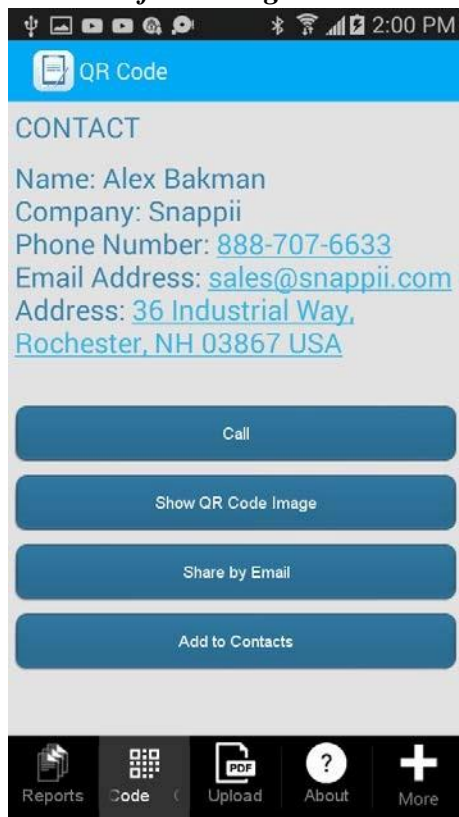 2:00 PM
QR Code
CONTACT
Name: Alex Bakman
Company: Snappii
Phone Number: 888-707-6633
Email Address: sales@snappii.com
Address: 36 Industrial Way,
Rochester, NH 03867 USA
Call
Show QR Code Image
Share by Email
Add to Contacts
PDF
?
Reports Code ( Upload About More